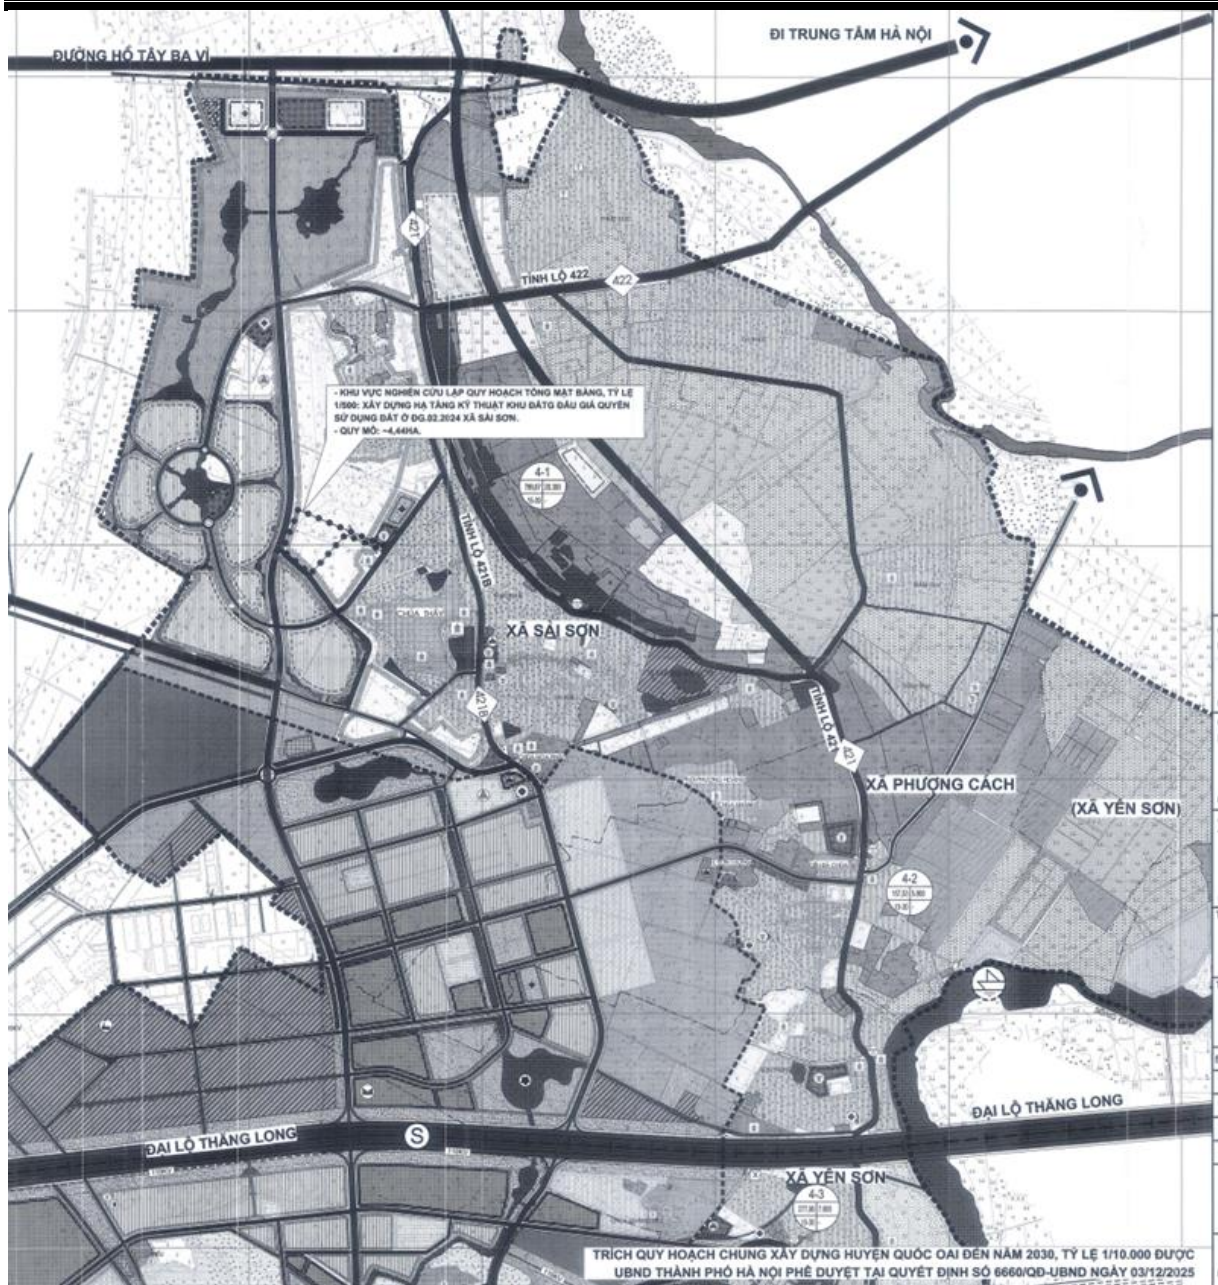 ĐƯỜNG HỒ TÂY BA VÌ
ĐI TRUNG TÂM HÀ NỘI
421
TỈNH LỘ 422
422
- KHU VỰC NGHIÊN CỨU LẬP QUY HOẠCH TỔNG MẶT BẰNG, TỶ LỆ
1/500: XÂY DỰNG HẠ TẦNG KỸ THUẬT KHU ĐẤTG ĐẤU GIÁ QUYỀN
SỬ DỤNG ĐẤT Ở ĐG.02.2024 XÃ SÀI SƠN.
- QUY MÔ: ~4,44HA.
4-1
TỈNH LỘ 421B
CHÙA THẦY
XÃ SÀI SƠN
421B
TỈNH LỘ 421
421
XÃ PHƯỢNG CÁCH
(XÃ YÊN SƠN)
4-2
ĐẠI LỘ THĂNG LONG
ĐẠI LỘ THĂNG LONG
S
XÃ YÊN SƠN
4-3
TRÍCH QUY HOẠCH CHUNG XÂY DỰNG HUYỆN QUỐC OAI ĐẾN NĂM 2030, TỶ LỆ 1/10.000 ĐƯỢC
UBND THÀNH PHỐ HÀ NỘI PHÊ DUYỆT TẠI QUYẾT ĐỊNH SỐ 6660/QĐ-UBND NGÀY 03/12/2025